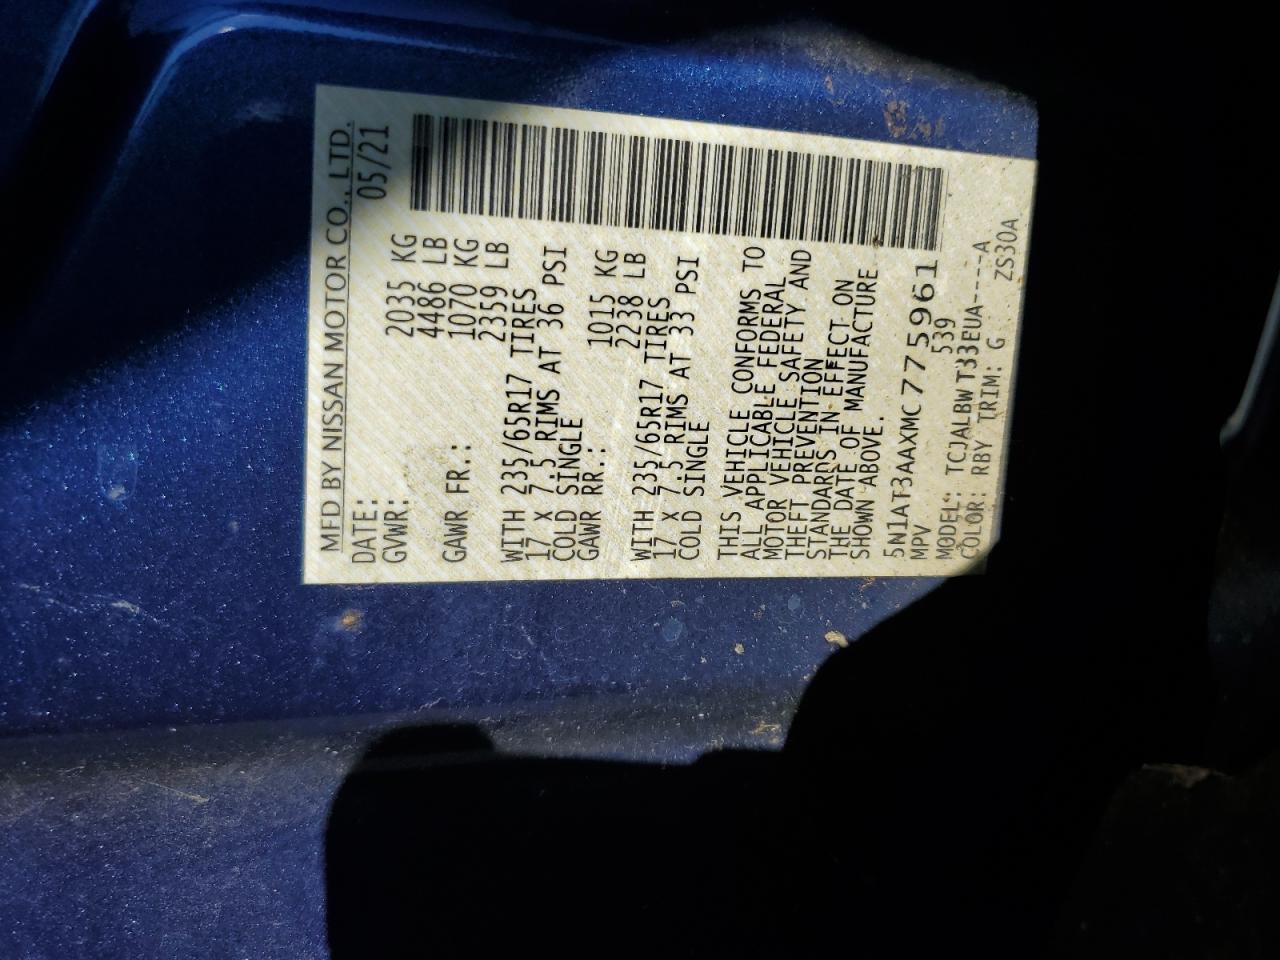 MFD BY NISSAN MOTOR CO., LTD.
DATE: 05/21
GVWR: 2035 KG
4486 LB
GAWR FR.: 1070 KG
2359 LB
WITH 235/65R17 TIRES
17 X 7.5 RIMS AT 36 PSI
COLD SINGLE
GAWR RR.: 1015 KG
2238 LB
WITH 235/65R17 TIRES
17 X 7.5 RIMS AT 33 PSI
COLD SINGLE
THIS VEHICLE CONFORMS TO
ALL APPLICABLE FEDERAL
MOTOR VEHICLE SAFETY AND
THEFT PREVENTION
STANDARDS IN EFFECT ON
THE DATE OF MANUFACTURE
SHOWN ABOVE.
5N1AT3AAXMC775961
MPV 539
MODEL: TCJALBWT33EUA-----A
COLOR: RBY TRIM: G ZS30A